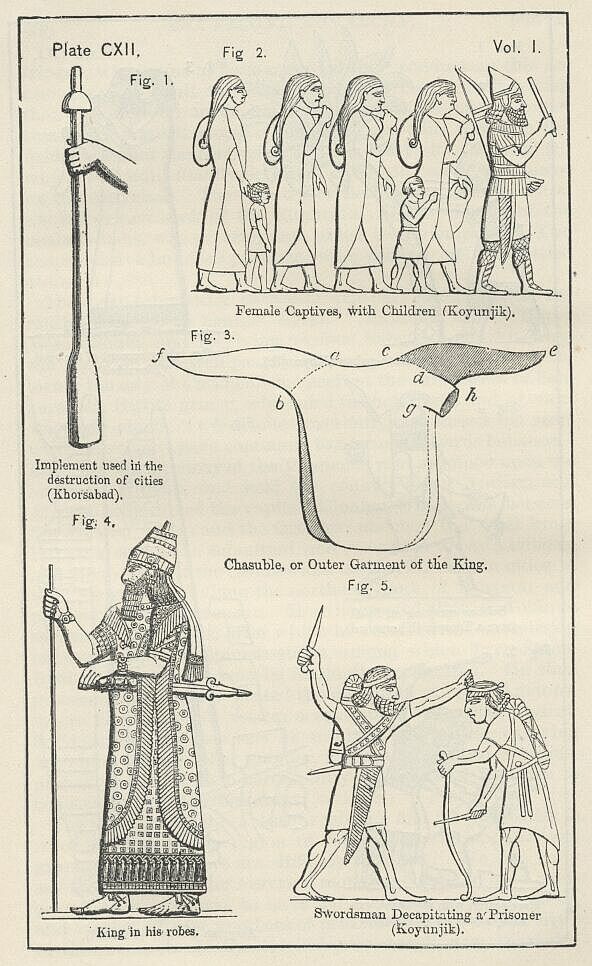 Plate CXII.
Vol. I.
Fig. 1.
Fig 2.
Female Captives, with Children (Koyunjik).
Fig. 3.
f
a
c
e
b
d
g
h
Implement used in the
destruction of cities
(Khorsabad).
Chasuble, or Outer Garment of the King.
Fig. 4.
Fig. 5.
King in his robes.
Swordsman Decapitating a Prisoner
(Koyunjik).